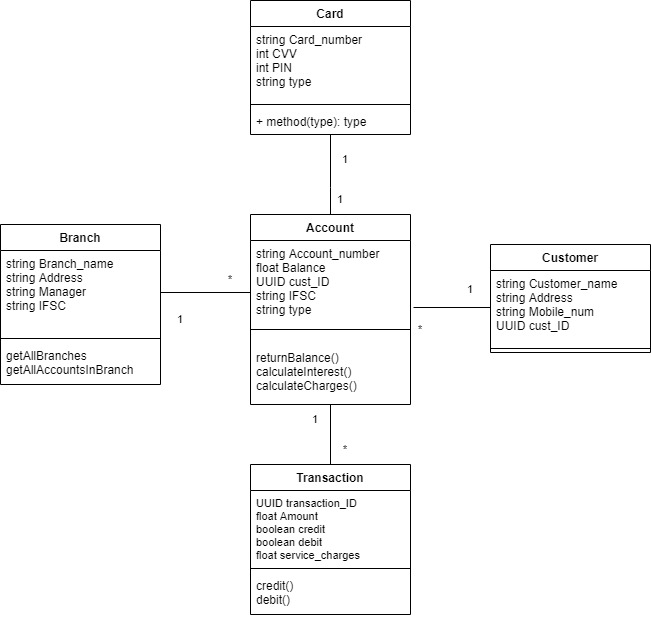 Card
string Card_number
int CVV
int PIN
string type
+ method(type): type
1
1
Branch
string Branch_name
string Address
string Manager
string IFSC
getAllBranches
getAllAccountsInBranch
*
1
Account
string Account_number
float Balance
UUID cust_ID
string IFSC
string type
returnBalance()
calculateInterest()
calculateCharges()
1
*
Customer
string Customer_name
string Address
string Mobile_num
UUID cust_ID
1
*
Transaction
UUID transaction_ID
float Amount
boolean credit
boolean debit
float service_charges
credit()
debit()